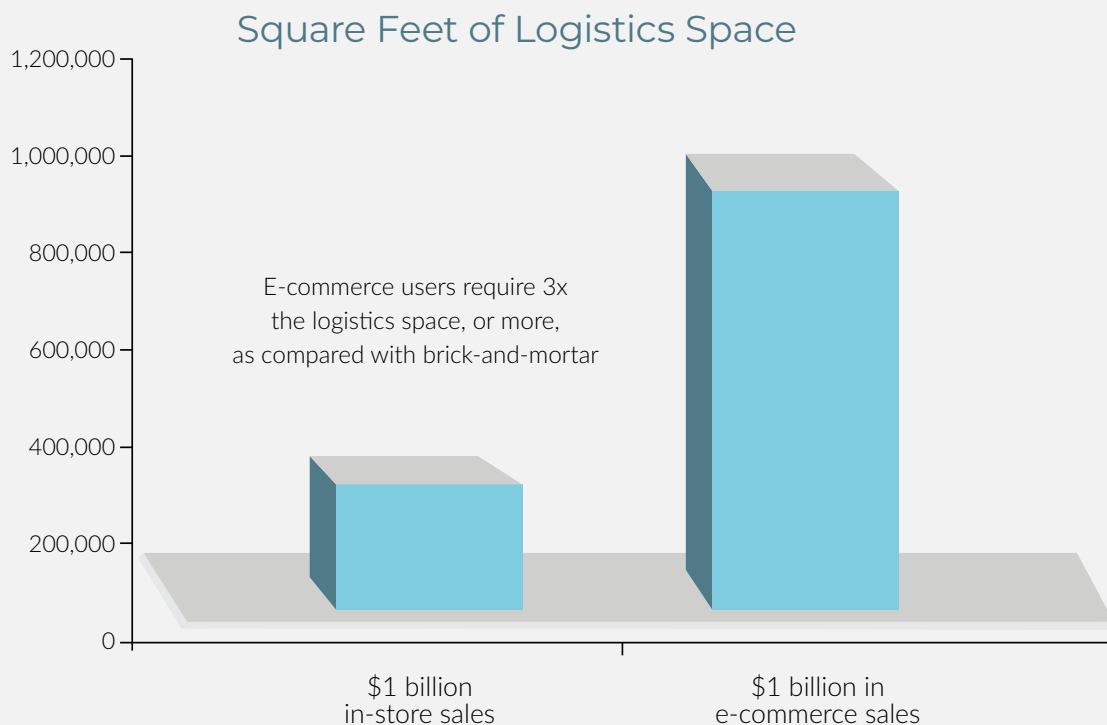 Square Feet of Logistics Space
1,200,000
1,000,000
800,000
600,000
400,000
200,000
0
E-commerce users require 3x
the logistics space, or more,
as compared with brick-and-mortar
$1 billion
in-store sales
$1 billion in
e-commerce sales